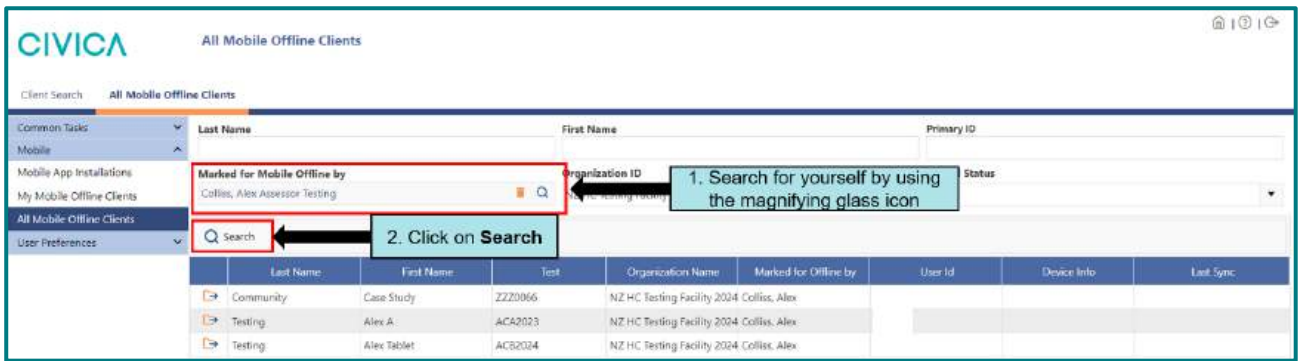 CIVICA
All Mobile Offline Clients
Client Search All Mobile Offline Clients
Common Tasks
Mobile
Mobile App Installations
My Mobile Offline Clients
All Mobile Offline Clients
User Preferences
Last Name First Name Primary ID
Marked for Mobile Offline by Organization ID Status
Colliss, Alex Assessor Testing
1. Search for yourself by using
the magnifying glass icon
Search
2. Click on Search
Last Name First Name Test Organization Name Marked for Offline by User Id Device Info Last Sync
Community Case Study ZZZ0066 NZ HC Testing Facility 2024 Colliss, Alex
Testing Alex A ACA2023 NZ HC Testing Facility 2024 Colliss, Alex
Testing Alex Tablet ACB2024 NZ HC Testing Facility 2024 Colliss, Alex